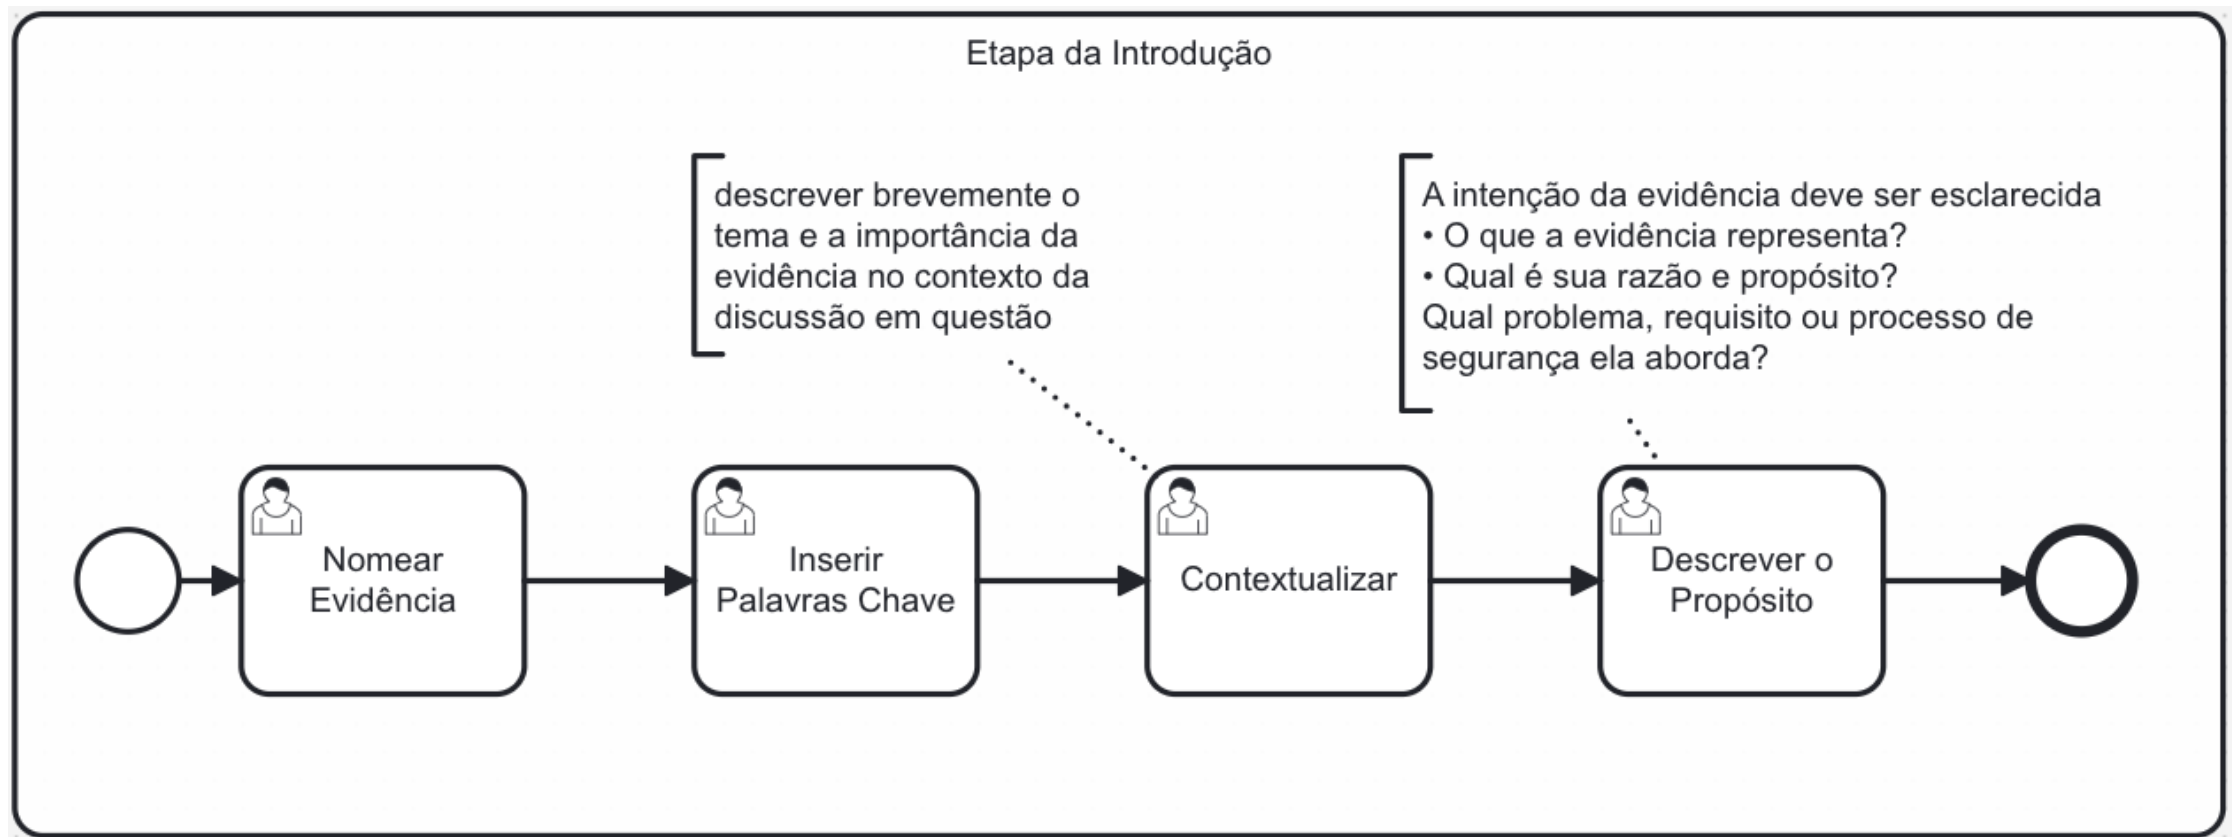 Etapa da Introdução
descrever brevemente o
tema e a importância da
evidência no contexto da
discussão em questão
A intenção da evidência deve ser esclarecida
• O que a evidência representa?
• Qual é sua razão e propósito?
Qual problema, requisito ou processo de
segurança ela aborda?
Nomear
Evidência
Inserir
Palavras Chave
Contextualizar
Descrever o
Propósito